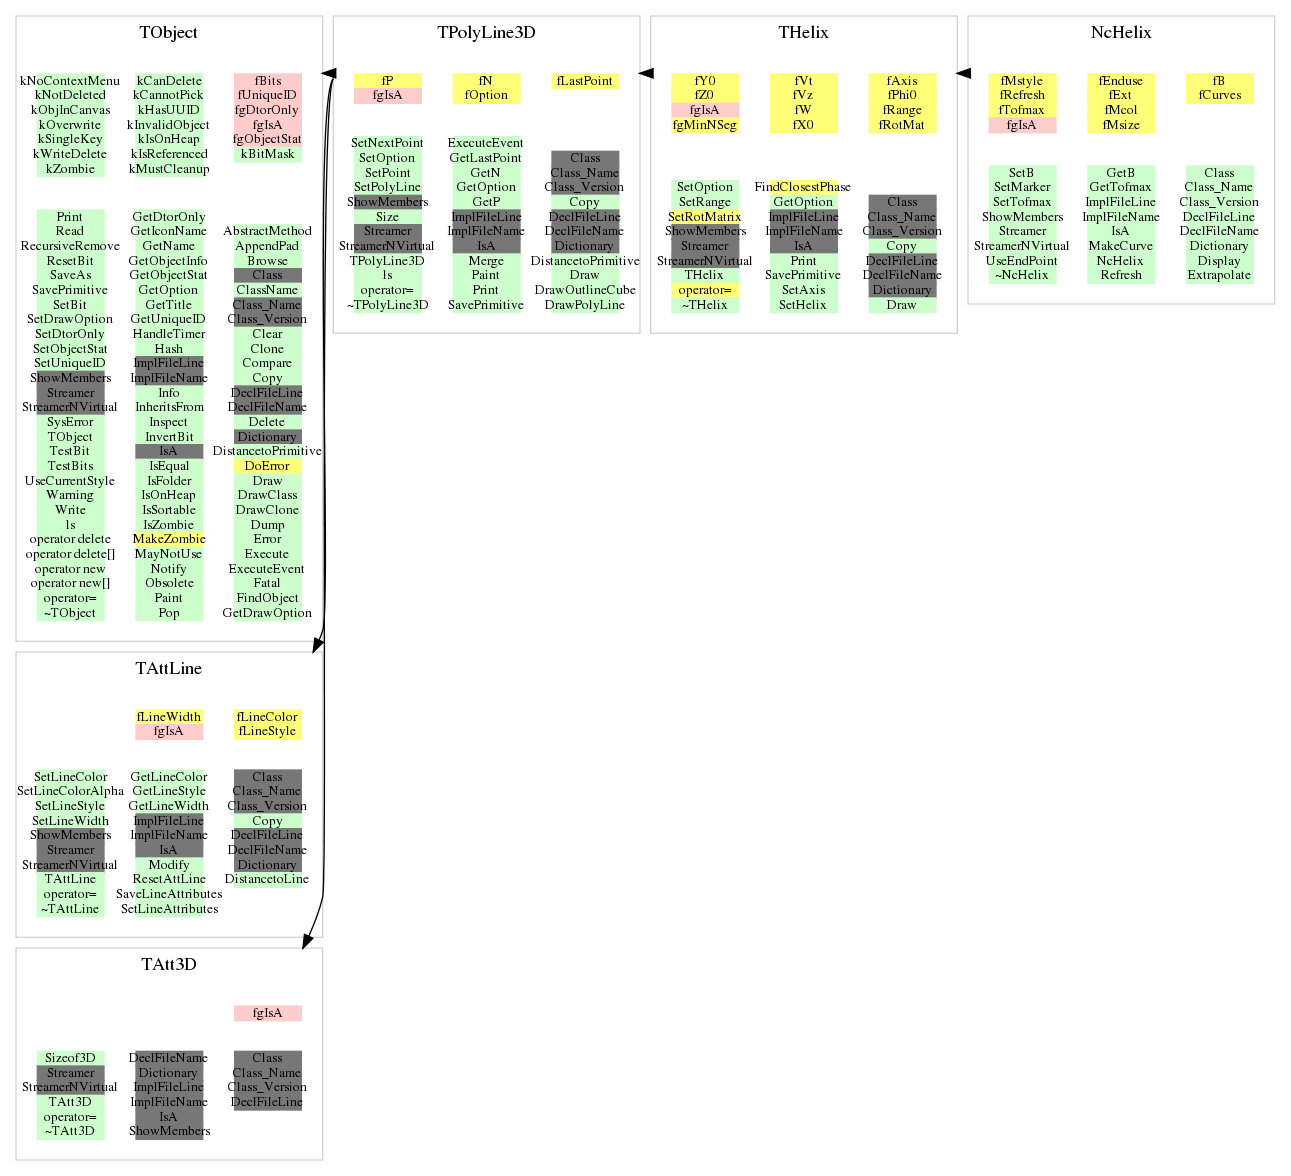 TObject
kNoContextMenu kCanDelete fBits
kNotDeleted kCannotPick fUniqueID
kObjInCanvas kHasUUID fgDtorOnly
kOverwrite kInvalidObject fgIsA
kSingleKey kIsOnHeap fgObjectStat
kWriteDelete kIsReferenced kBitMask
kZombie kMustCleanup
Print GetDtorOnly
Read GetIconName AbstractMethod
RecursiveRemove GetName AppendPad
ResetBit GetObjectInfo Browse
SaveAs GetObjectStat Class
SavePrimitive GetOption ClassName
SetBit GetTitle Class_Name
SetDrawOption GetUniqueID Class_Version
SetDtorOnly HandleTimer Clear
SetObjectStat Hash Clone
SetUniqueID ImplFileLine Compare
ShowMembers ImplFileName Copy
Streamer Info DeclFileLine
StreamerNVirtual InheritsFrom DeclFileName
SysError Inspect Delete
TObject InvertBit Dictionary
TestBit IsA DistancetoPrimitive
TestBits IsEqual DoError
UseCurrentStyle IsFolder Draw
Warning IsOnHeap DrawClass
Write IsSortable DrawClone
ls IsZombie Dump
operator delete MakeZombie Error
operator delete[] MayNotUse Execute
operator new Notify ExecuteEvent
operator new[] Obsolete Fatal
operator= Paint FindObject
~TObject Pop GetDrawOption
TPolyLine3D
fP fN fLastPoint
fgIsA fOption
SetNextPoint ExecuteEvent
SetOption GetLastPoint Class
SetPoint GetN Class_Name
SetPolyLine GetOption Class_Version
ShowMembers GetP Copy
Size ImplFileLine DeclFileLine
Streamer ImplFileName DeclFileName
StreamerNVirtual IsA Dictionary
TPolyLine3D Merge DistancetoPrimitive
ls Paint Draw
operator= Print DrawOutlineCube
~TPolyLine3D SavePrimitive DrawPolyLine
THelix
fY0 fVt fAxis
fZ0 fVz fPhi0
fgIsA fW fRange
fgMinNSeg fX0 fRotMat
SetOption FindClosestPhase
SetRange GetOption Class
SetRotMatrix ImplFileLine Class_Name
ShowMembers ImplFileName Class_Version
Streamer IsA Copy
StreamerNVirtual Print DeclFileLine
THelix SavePrimitive DeclFileName
operator= SetAxis Dictionary
~THelix SetHelix Draw
NcHelix
fMstyle fEnduse fB
fRefresh fExt fCurves
fTofmax fMcol
fgIsA fMsize
SetB GetB Class
SetMarker GetTofmax Class_Name
SetTofmax ImplFileLine Class_Version
ShowMembers ImplFileName DeclFileLine
Streamer IsA DeclFileName
StreamerNVirtual MakeCurve Dictionary
UseEndPoint NcHelix Display
~NcHelix Refresh Extrapolate
TAttLine
fLineWidth fLineColor
fgIsA fLineStyle
SetLineColor GetLineColor Class
SetLineColorAlpha GetLineStyle Class_Name
SetLineStyle GetLineWidth Class_Version
SetLineWidth ImplFileLine Copy
ShowMembers ImplFileName DeclFileLine
Streamer IsA DeclFileName
StreamerNVirtual Modify Dictionary
TAttLine ResetAttLine DistancetoLine
operator= SaveLineAttributes
~TAttLine SetLineAttributes
TAtt3D
fgIsA
Sizeof3D DeclFileName Class
Streamer Dictionary Class_Name
StreamerNVirtual ImplFileLine Class_Version
TAtt3D ImplFileName DeclFileLine
operator= IsA
~TAtt3D ShowMembers